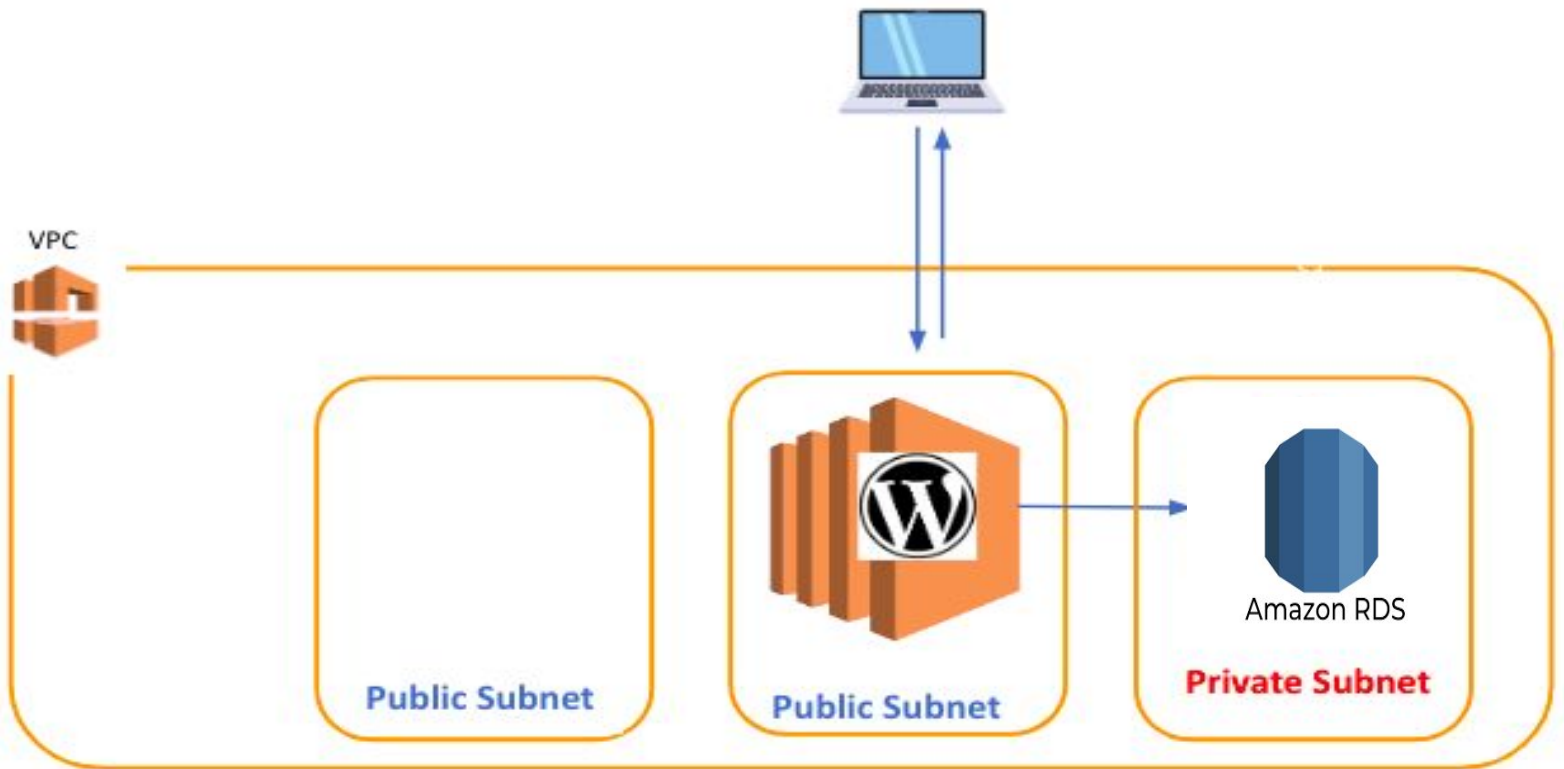 VPC
W
Amazon RDS
Public Subnet
Public Subnet
Private Subnet